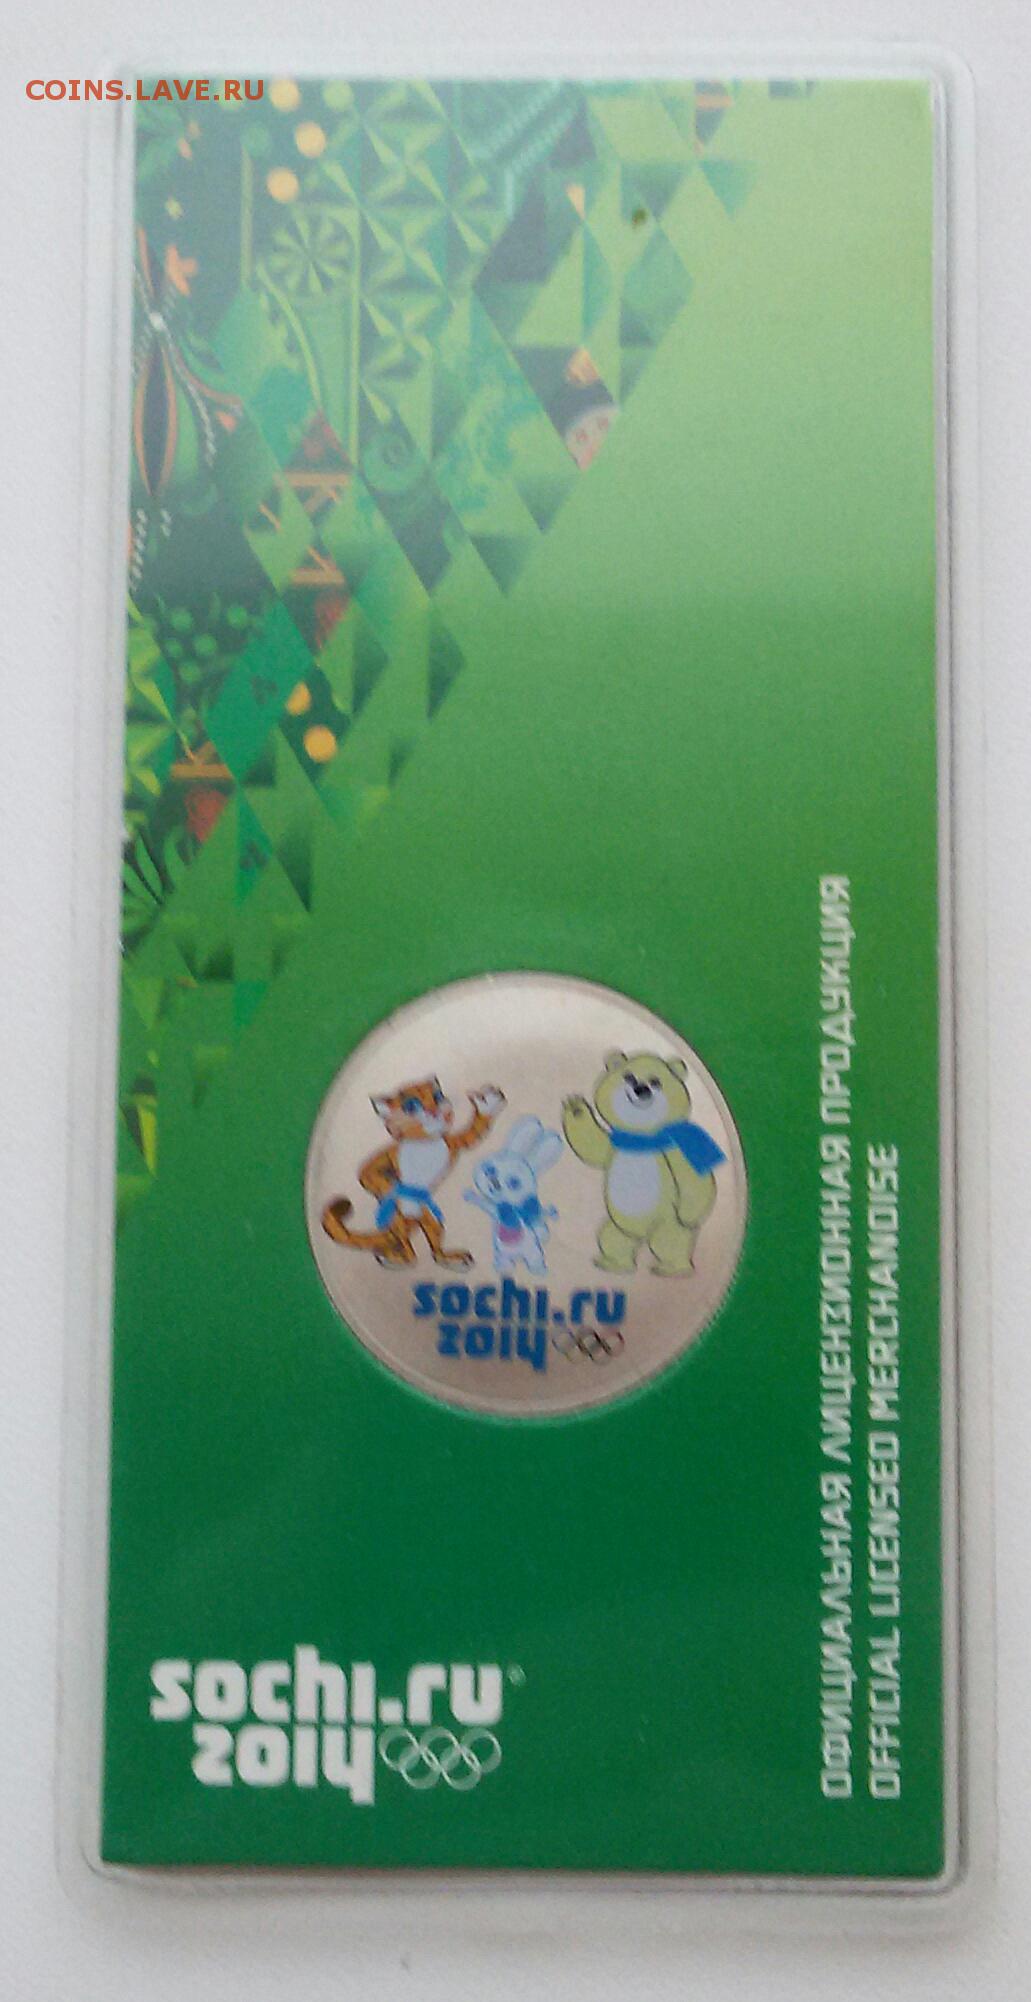 COINS.LAVE.RU
sochi.ru
2014
sochi.ru
2014
ОФИЦИАЛЬНАЯ ЛИЦЕНЗИОННАЯ ПРОДУКЦИЯ
OFFICIAL LICENSED MERCHANDISE